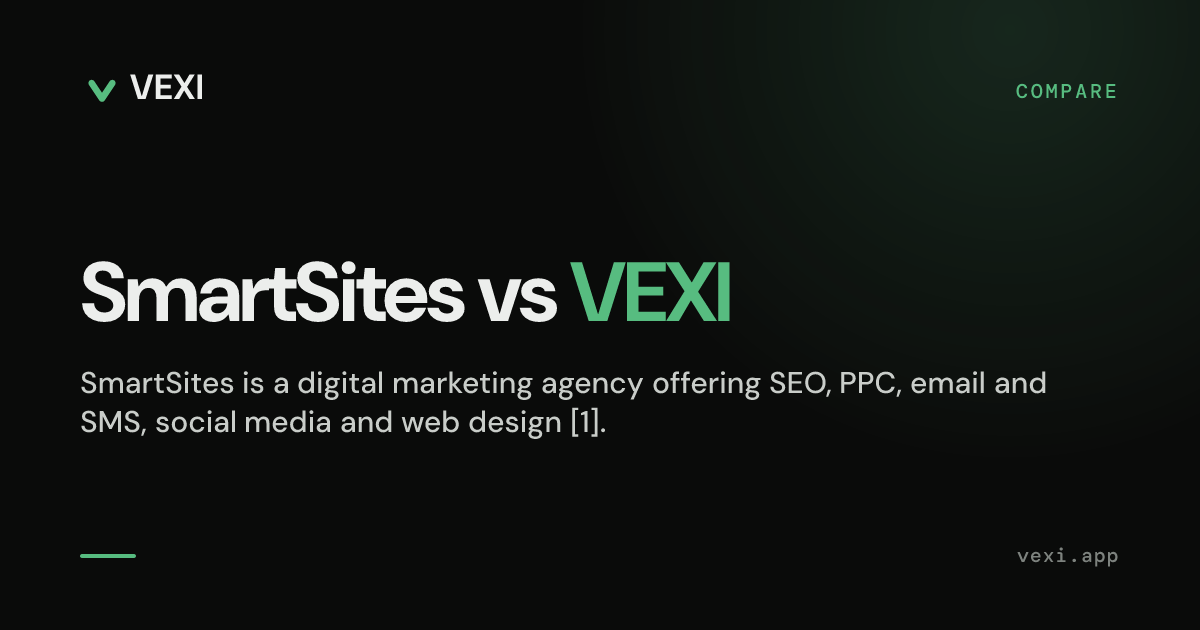 VEXI
COMPARE
SmartSites vs VEXI
SmartSites is a digital marketing agency offering SEO, PPC, email and
SMS, social media and web design [1].
vexi.app